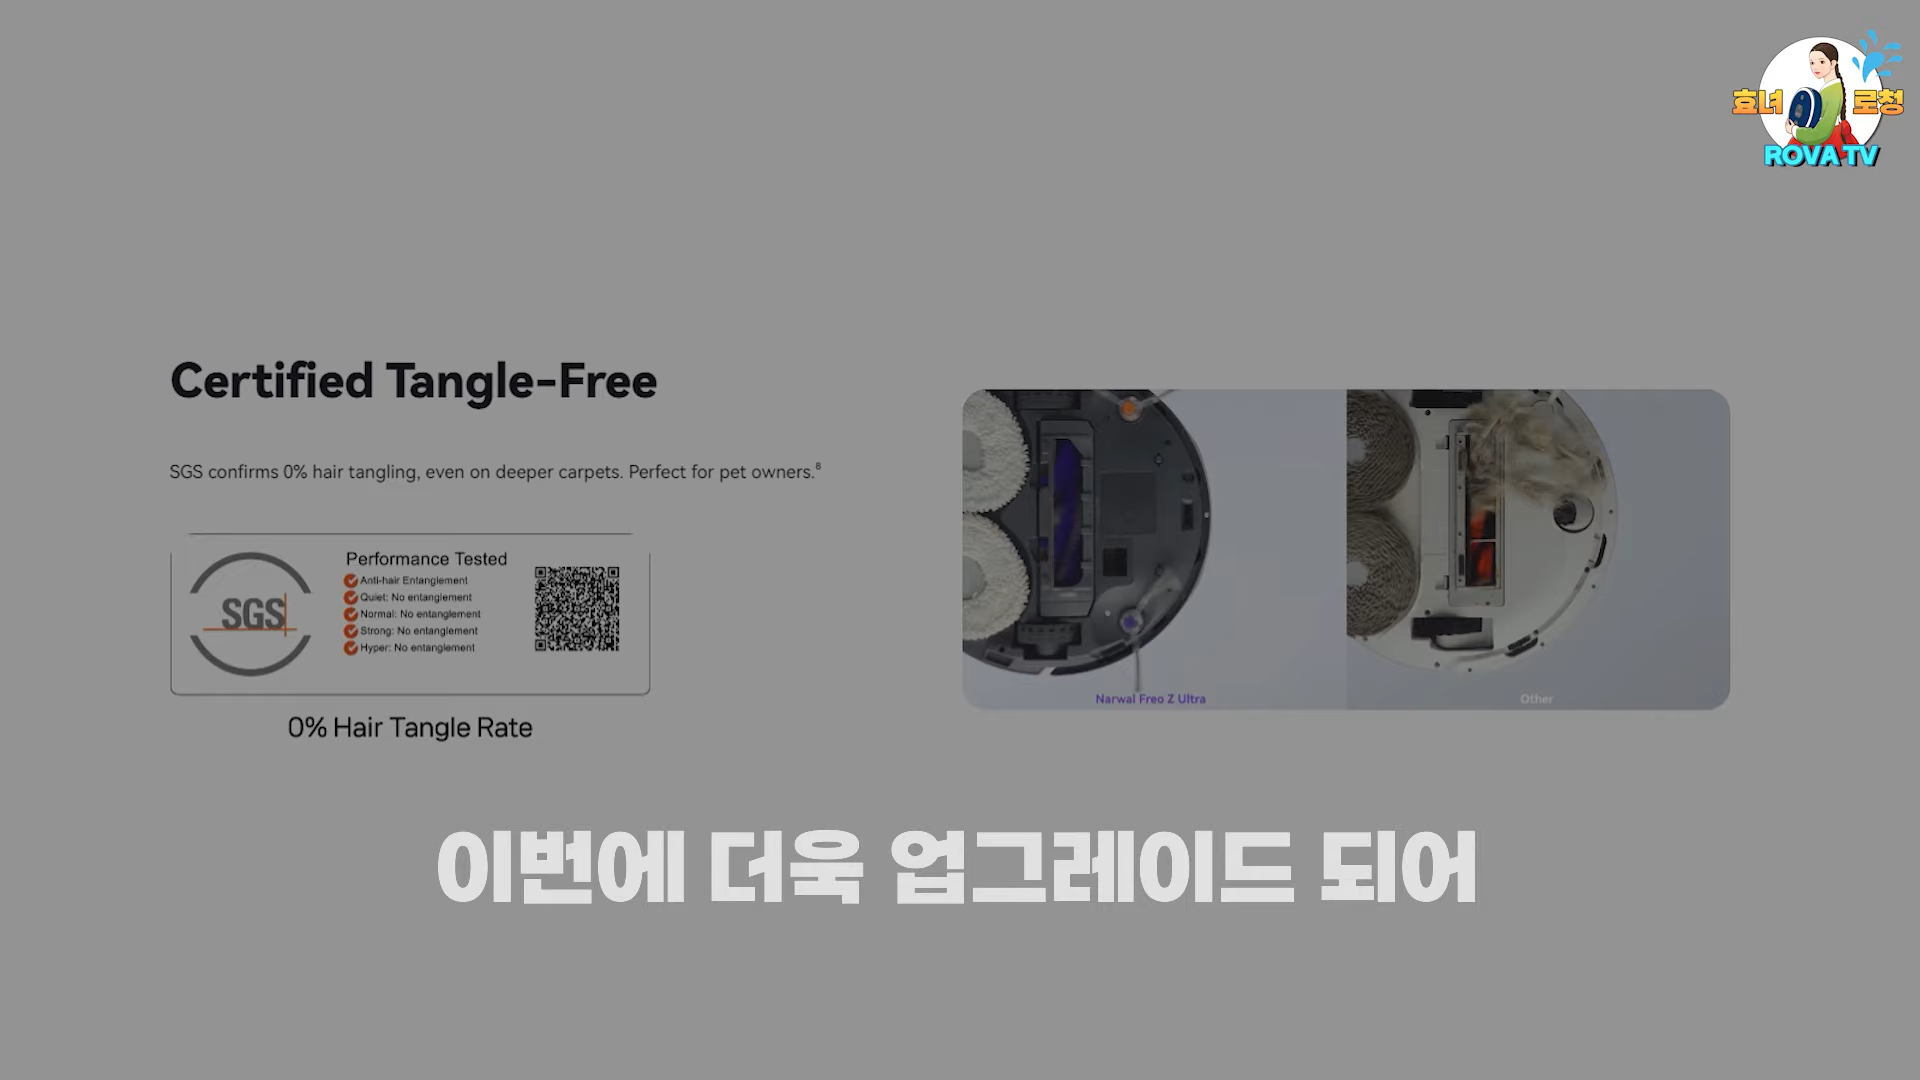 효녀 로청
ROVA TV
Certified Tangle-Free
SGS confirms 0% hair tangling, even on deeper carpets. Perfect for pet owners.⁸
SGS
Performance Tested
Anti-hair Entanglement
Quiet: No entanglement
Normal: No entanglement
Strong: No entanglement
Hyper: No entanglement
0% Hair Tangle Rate
Narwal Freo Z Ultra
Other
이번에 더욱 업그레이드 되어